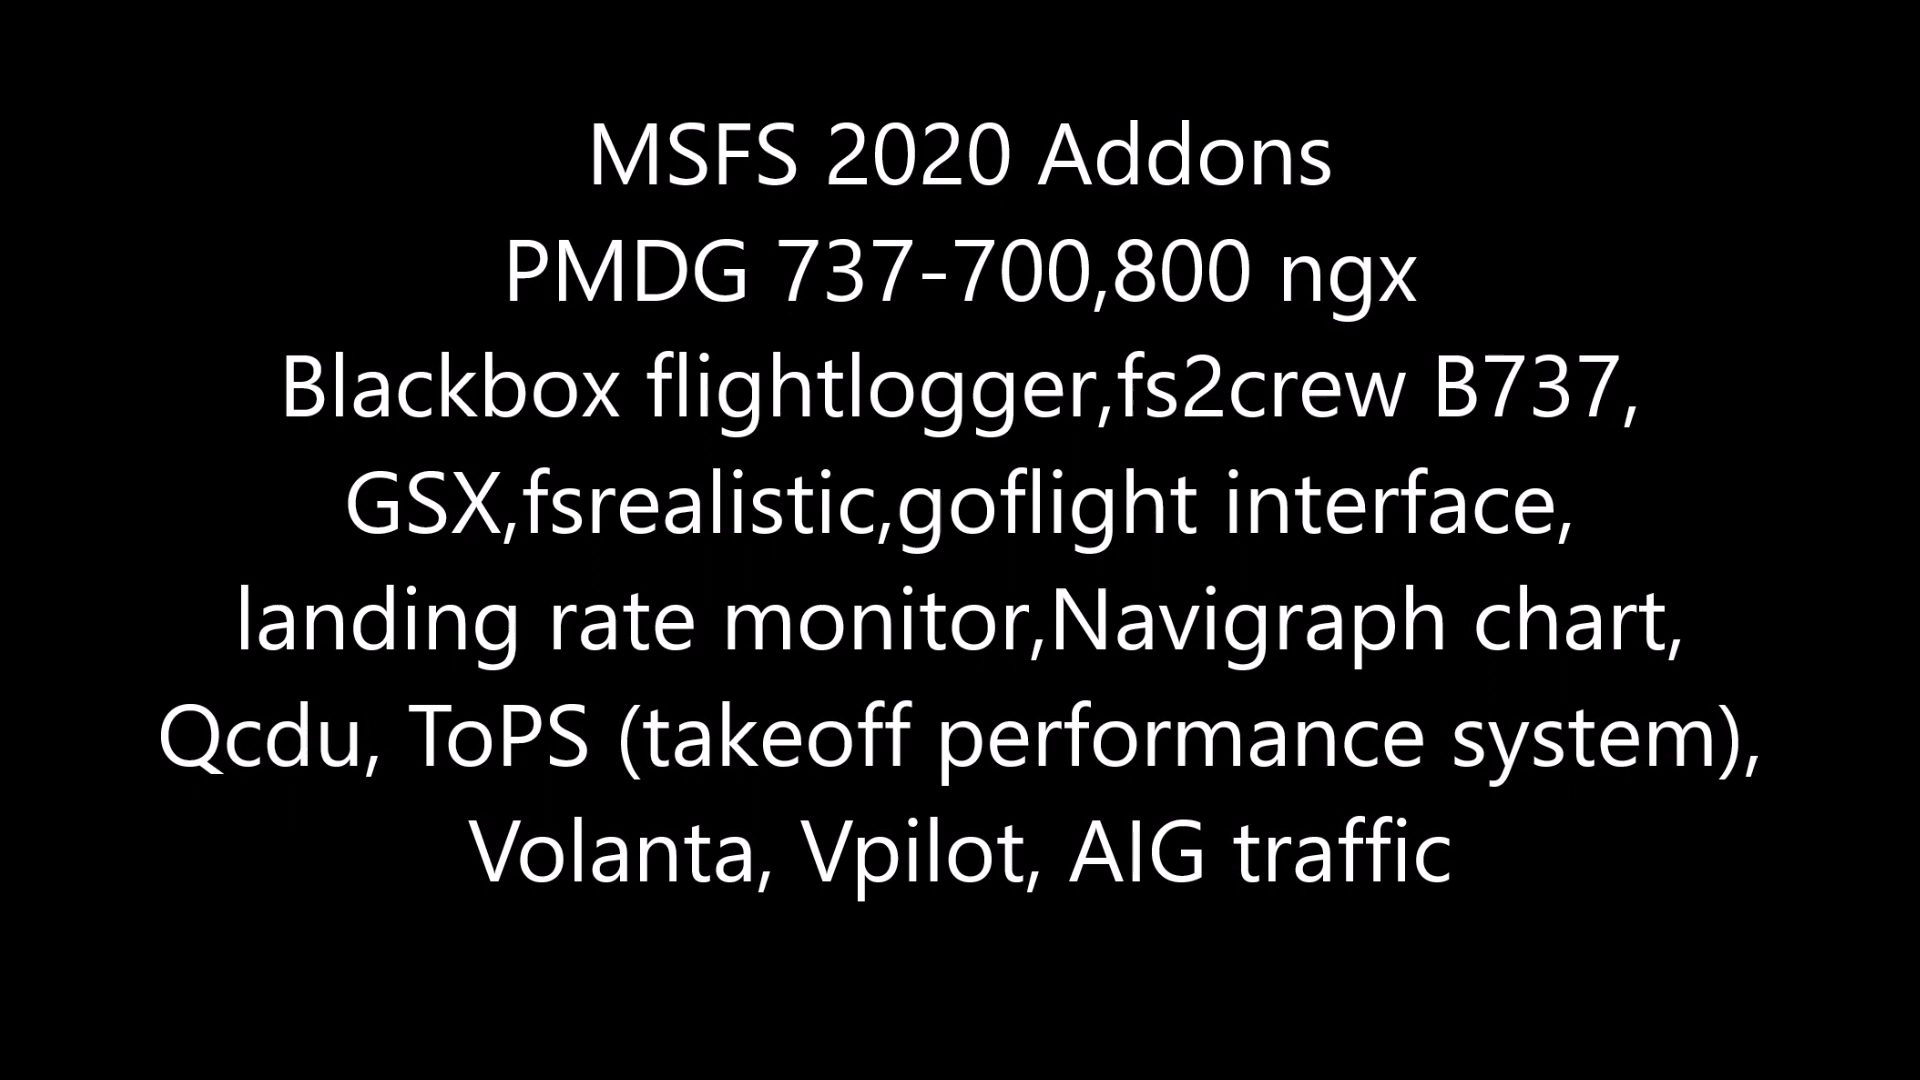 MSFS 2020 Addons
PMDG 737-700,800 ngx
Blackbox flightlogger,fs2crew B737,
GSX,fsrealistic,goflight interface,
landing rate monitor,Navigraph chart,
Qcdu, ToPS (takeoff performance system),
Volanta, Vpilot, AIG traffic